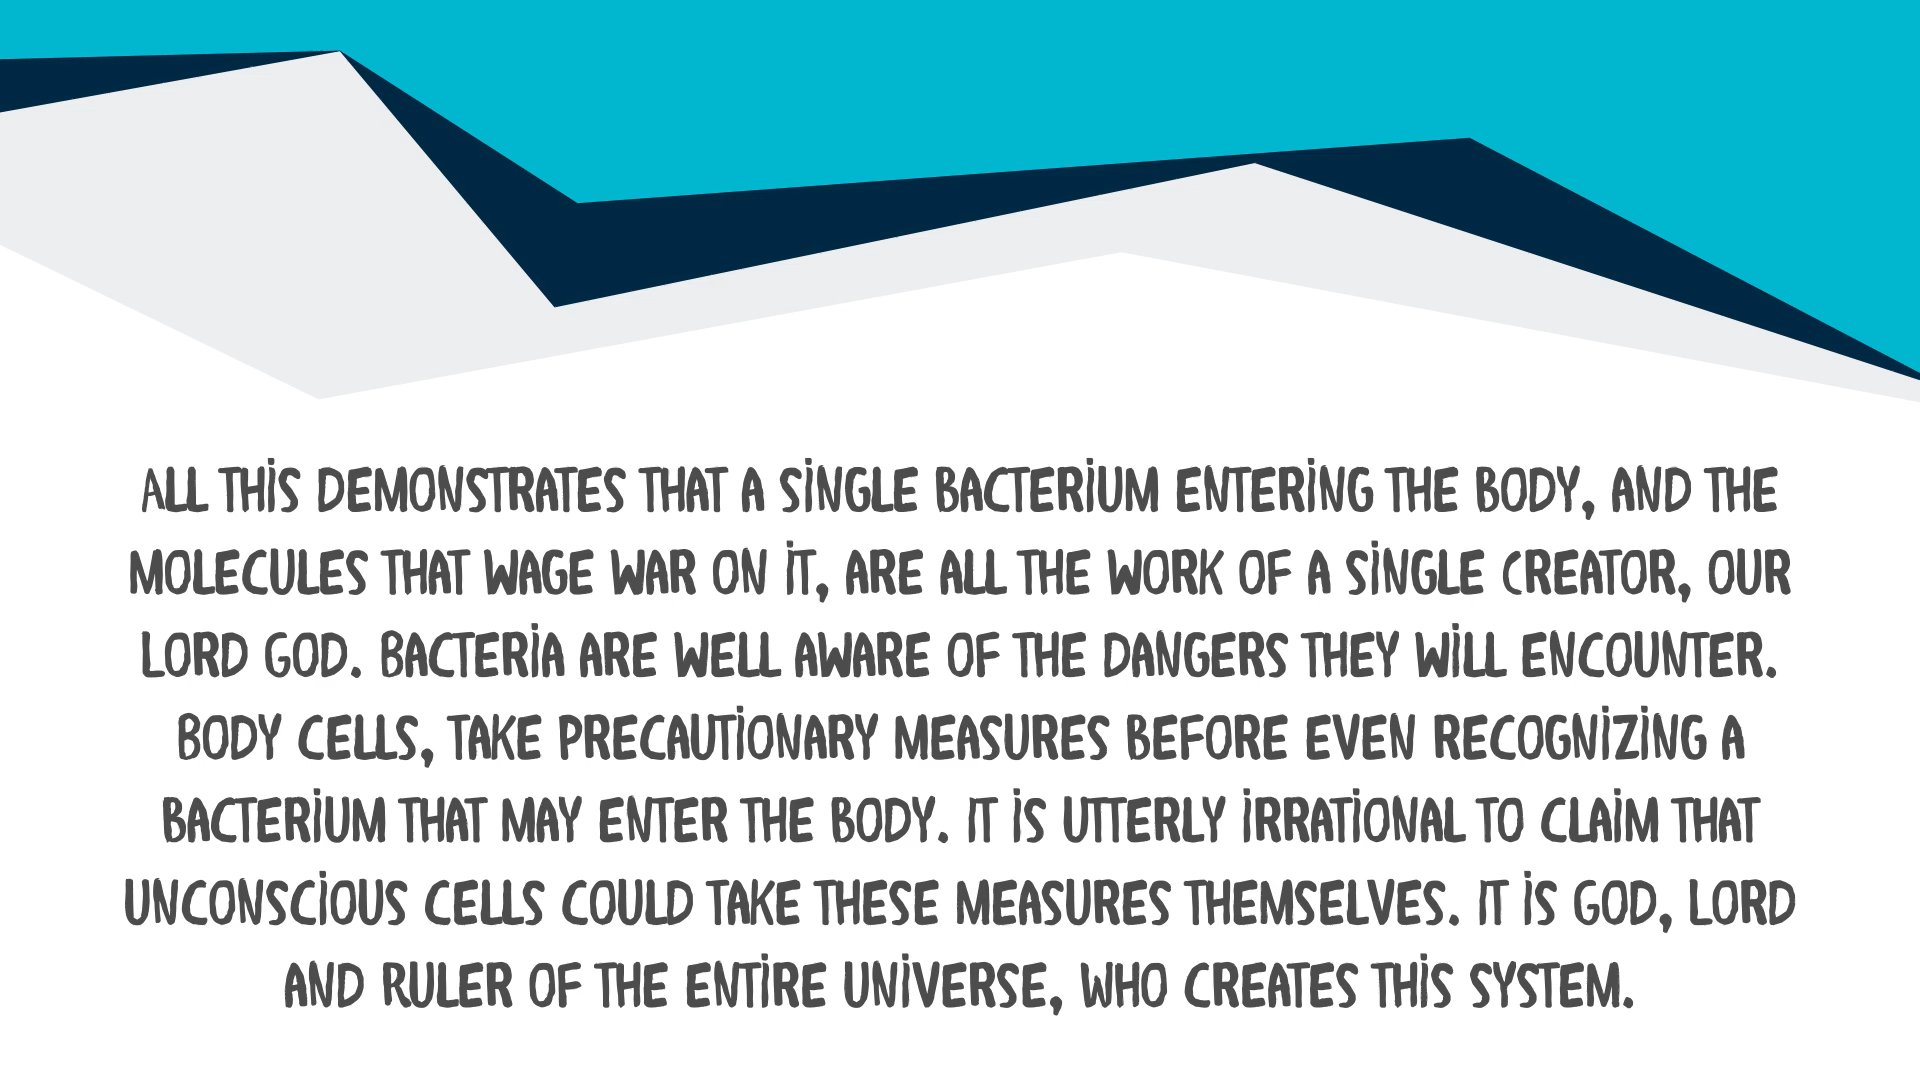 ALL THIS DEMONSTRATES THAT A SINGLE BACTERIUM ENTERING THE BODY, AND THE
MOLECULES THAT WAGE WAR ON IT, ARE ALL THE WORK OF A SINGLE CREATOR, OUR
LORD GOD. BACTERIA ARE WELL AWARE OF THE DANGERS THEY WILL ENCOUNTER.
BODY CELLS, TAKE PRECAUTIONARY MEASURES BEFORE EVEN RECOGNIZING A
BACTERIUM THAT MAY ENTER THE BODY. IT IS UTTERLY IRRATIONAL TO CLAIM THAT
UNCONSCIOUS CELLS COULD TAKE THESE MEASURES THEMSELVES. IT IS GOD, LORD
AND RULER OF THE ENTIRE UNIVERSE, WHO CREATES THIS SYSTEM.